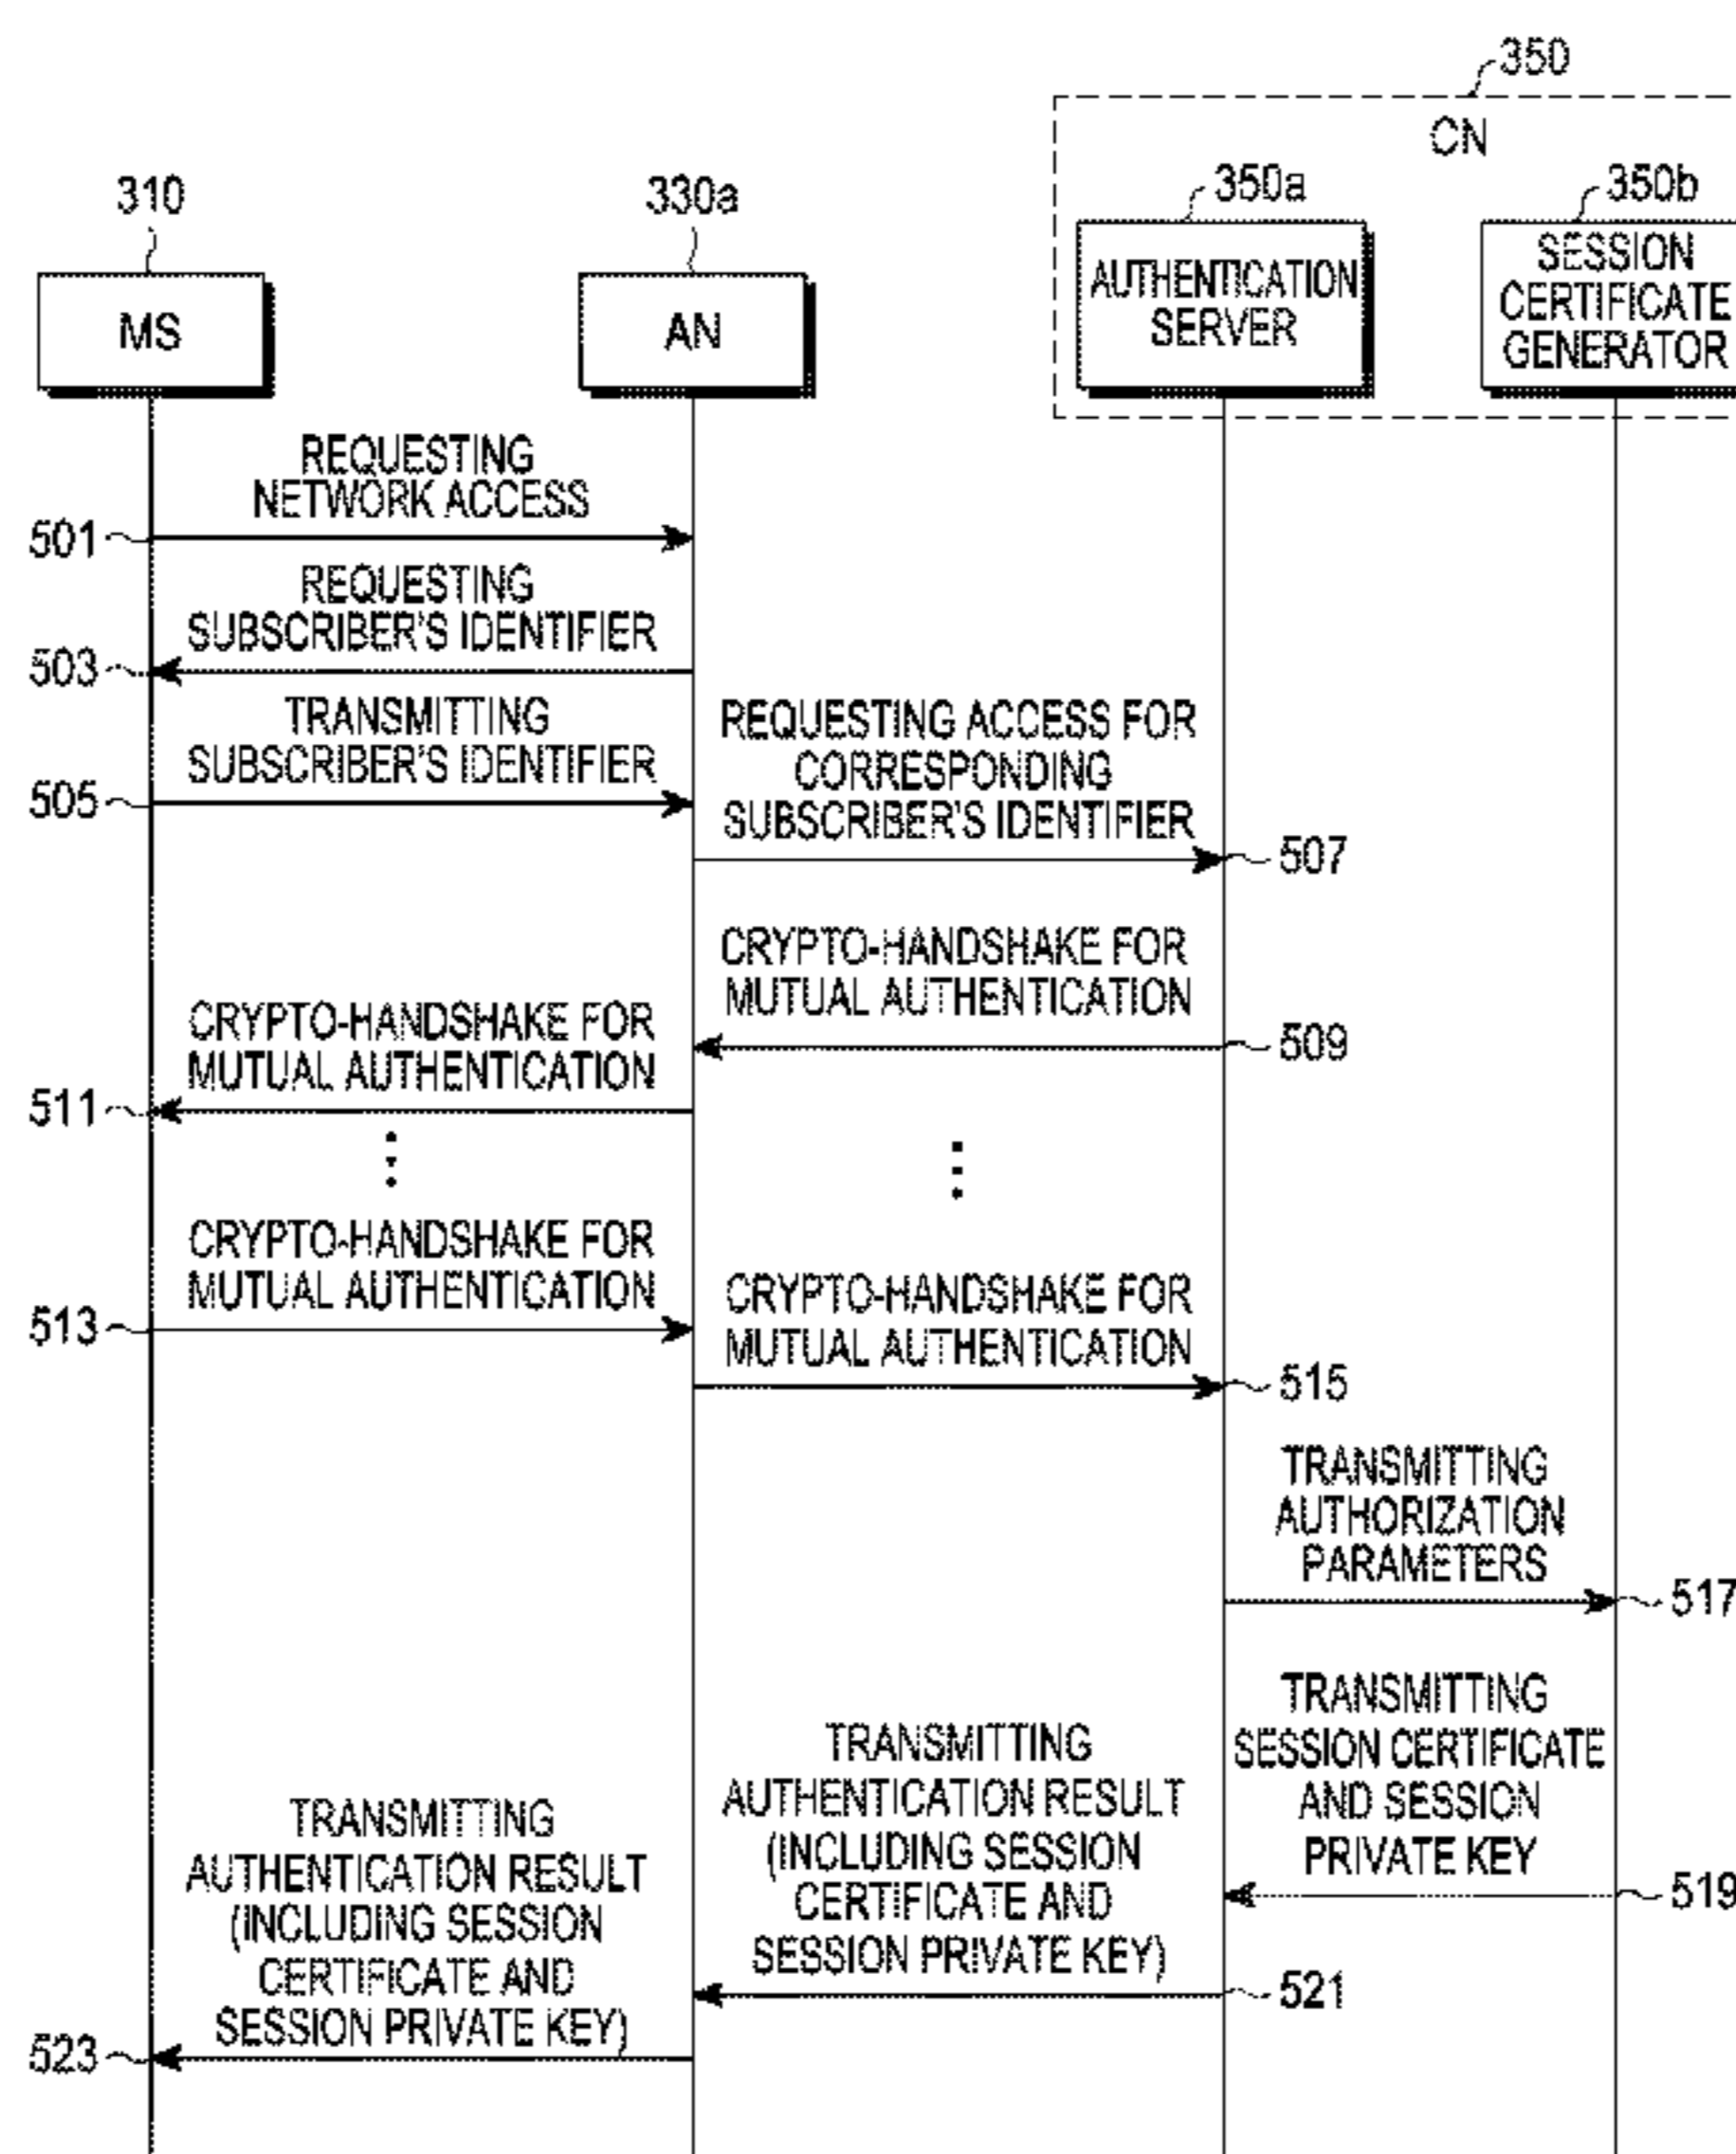 350
CN
310
330a
350a
350b
MS
AN
AUTHENTICATION
SERVER
SESSION
CERTIFICATE
GENERATOR
REQUESTING
NETWORK ACCESS
501
REQUESTING
SUBSCRIBER'S IDENTIFIER
503
TRANSMITTING
SUBSCRIBER'S IDENTIFIER
505
REQUESTING ACCESS FOR
CORRESPONDING
SUBSCRIBER'S IDENTIFIER
507
CRYPTO-HANDSHAKE FOR
MUTUAL AUTHENTICATION
509
CRYPTO-HANDSHAKE FOR
MUTUAL AUTHENTICATION
511
CRYPTO-HANDSHAKE FOR
MUTUAL AUTHENTICATION
513
CRYPTO-HANDSHAKE FOR
MUTUAL AUTHENTICATION
515
TRANSMITTING
AUTHORIZATION
PARAMETERS
517
TRANSMITTING
SESSION CERTIFICATE
AND SESSION
PRIVATE KEY
519
TRANSMITTING
AUTHENTICATION RESULT
(INCLUDING SESSION
CERTIFICATE AND
SESSION PRIVATE KEY)
521
TRANSMITTING
AUTHENTICATION RESULT
(INCLUDING SESSION
CERTIFICATE AND
SESSION PRIVATE KEY)
523